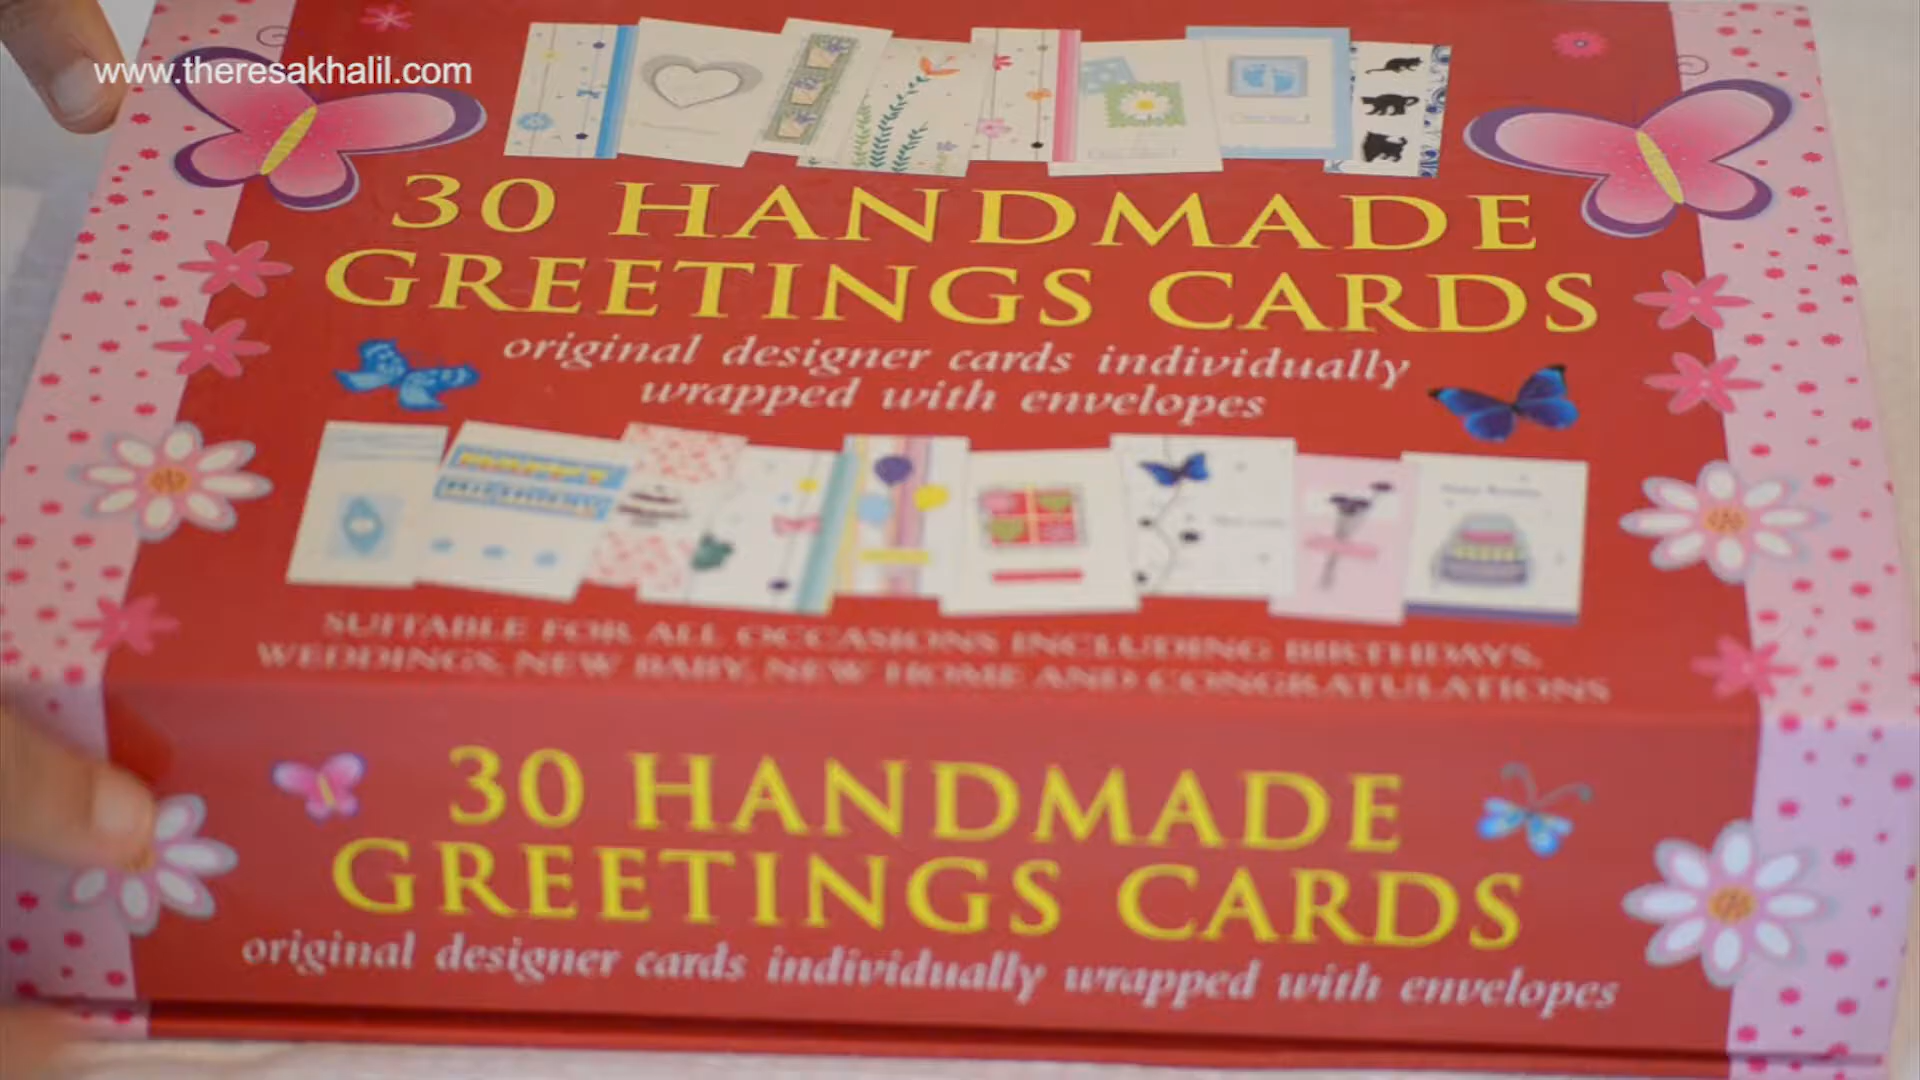 www.theresakhalil.com
30 HANDMADE
GREETINGS CARDS
original designer cards individually
wrapped with envelopes
SUITABLE FOR ALL OCCASIONS INCLUDING BIRTHDAYS,
WEDDINGS, NEW BABY, NEW HOME AND CONGRATULATIONS
30 HANDMADE
GREETINGS CARDS
original designer cards individually wrapped with envelopes